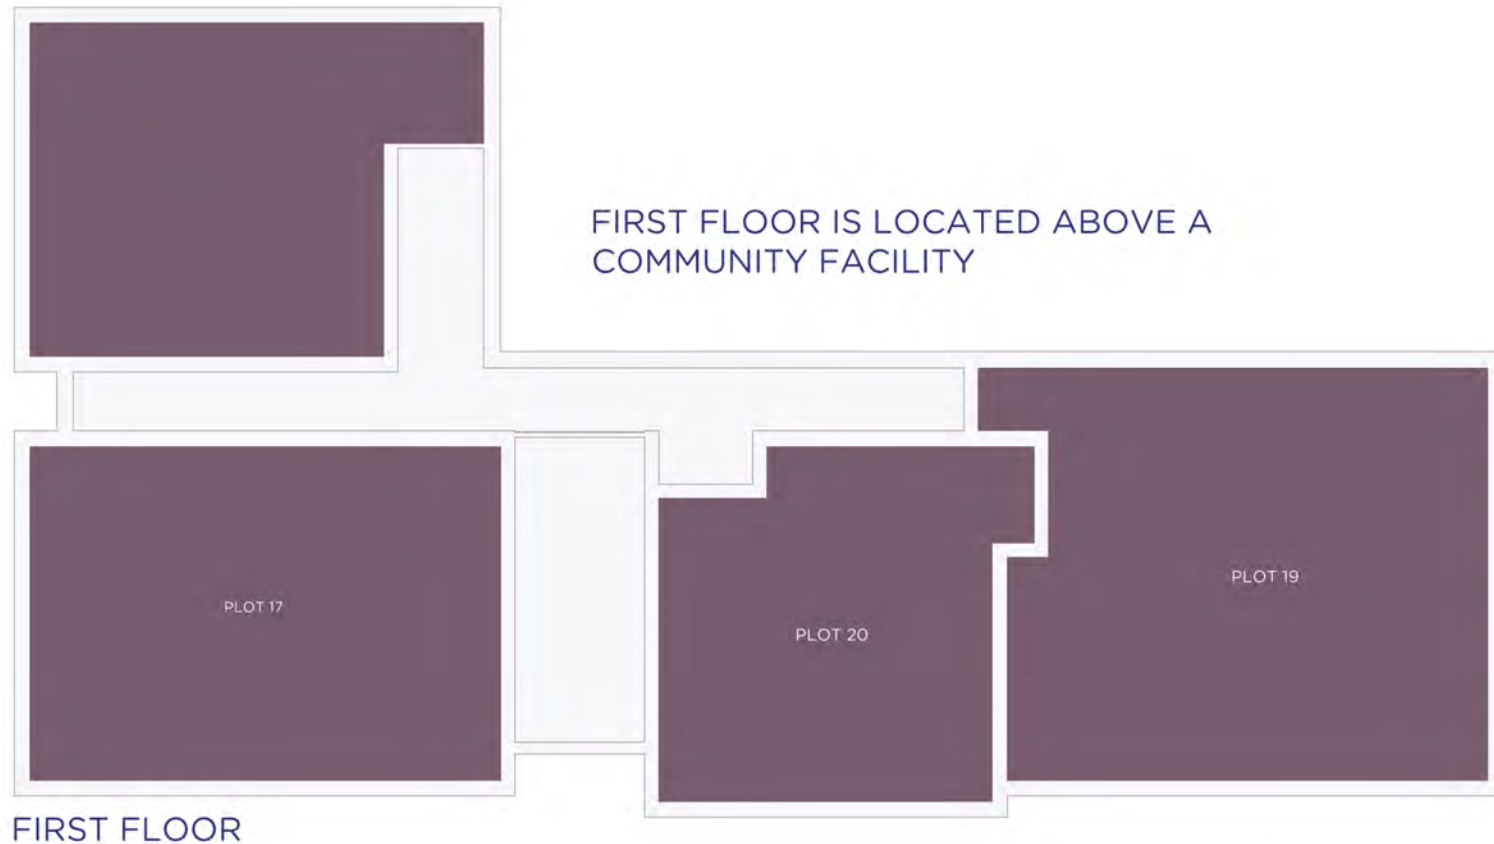 FIRST FLOOR IS LOCATED ABOVE A
COMMUNITY FACILITY
PLOT 19
PLOT 17
PLOT 20
FIRST FLOOR